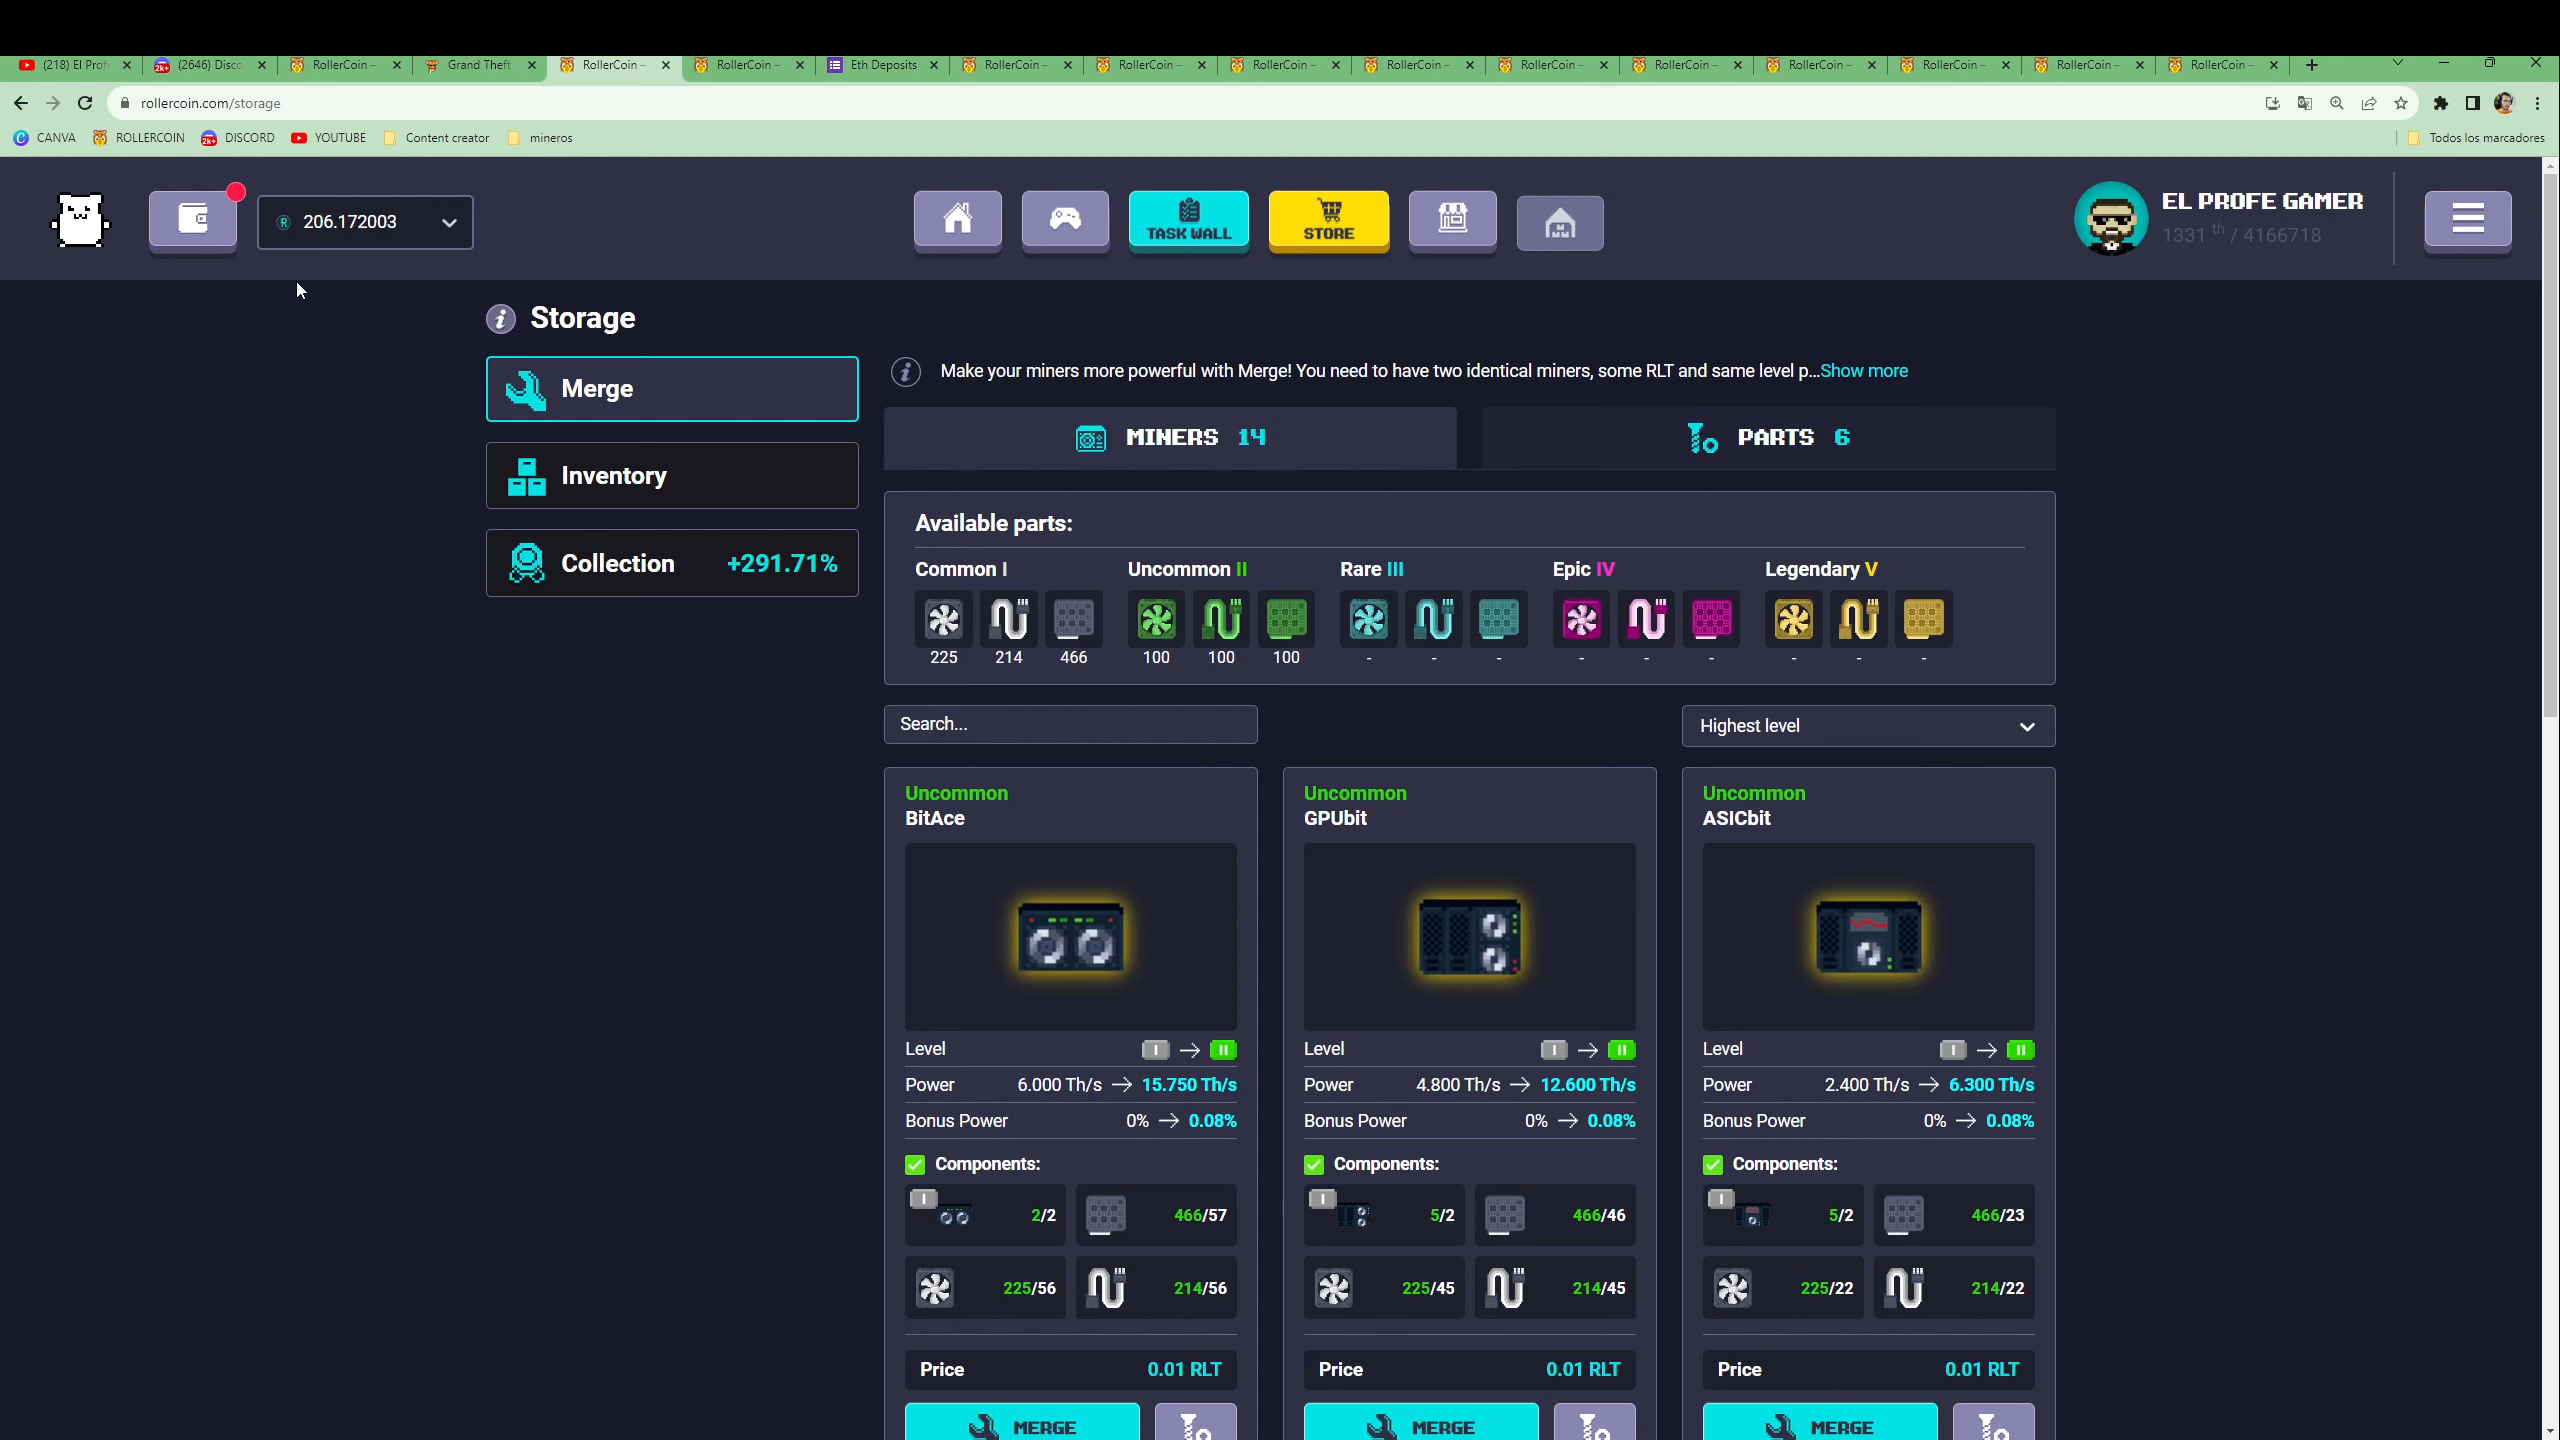 (218) El Prof
(2646) Disco
RollerCoin –
Grand Theft
RollerCoin –
RollerCoin –
Eth Deposits
RollerCoin –
RollerCoin –
RollerCoin –
RollerCoin –
RollerCoin –
RollerCoin –
RollerCoin –
RollerCoin –
RollerCoin –
RollerCoin –
rollercoin.com/storage
CANVA
ROLLERCOIN
2k+
DISCORD
YOUTUBE
Content creator
mineros
Todos los marcadores
206.172003
TASK WALL
STORE
EL PROFE GAMER
1331 th / 4166718
Storage
Merge
Inventory
Collection +291.71%
Make your miners more powerful with Merge! You need to have two identical miners, some RLT and same level p...Show more
MINERS 14
PARTS 6
Available parts:
Common I
225 214 466
Uncommon II
100 100 100
Rare III
- - -
Epic IV
- - -
Legendary V
- - -
Search...
Highest level
Uncommon
BitAce
Level I → II
Power 6.000 Th/s → 15.750 Th/s
Bonus Power 0% → 0.08%
Components:
I 2/2 466/57
225/56 214/56
Price 0.01 RLT
MERGE
Uncommon
GPUbit
Level I → II
Power 4.800 Th/s → 12.600 Th/s
Bonus Power 0% → 0.08%
Components:
I 5/2 466/46
225/45 214/45
Price 0.01 RLT
MERGE
Uncommon
ASICbit
Level I → II
Power 2.400 Th/s → 6.300 Th/s
Bonus Power 0% → 0.08%
Components:
I 5/2 466/23
225/22 214/22
Price 0.01 RLT
MERGE